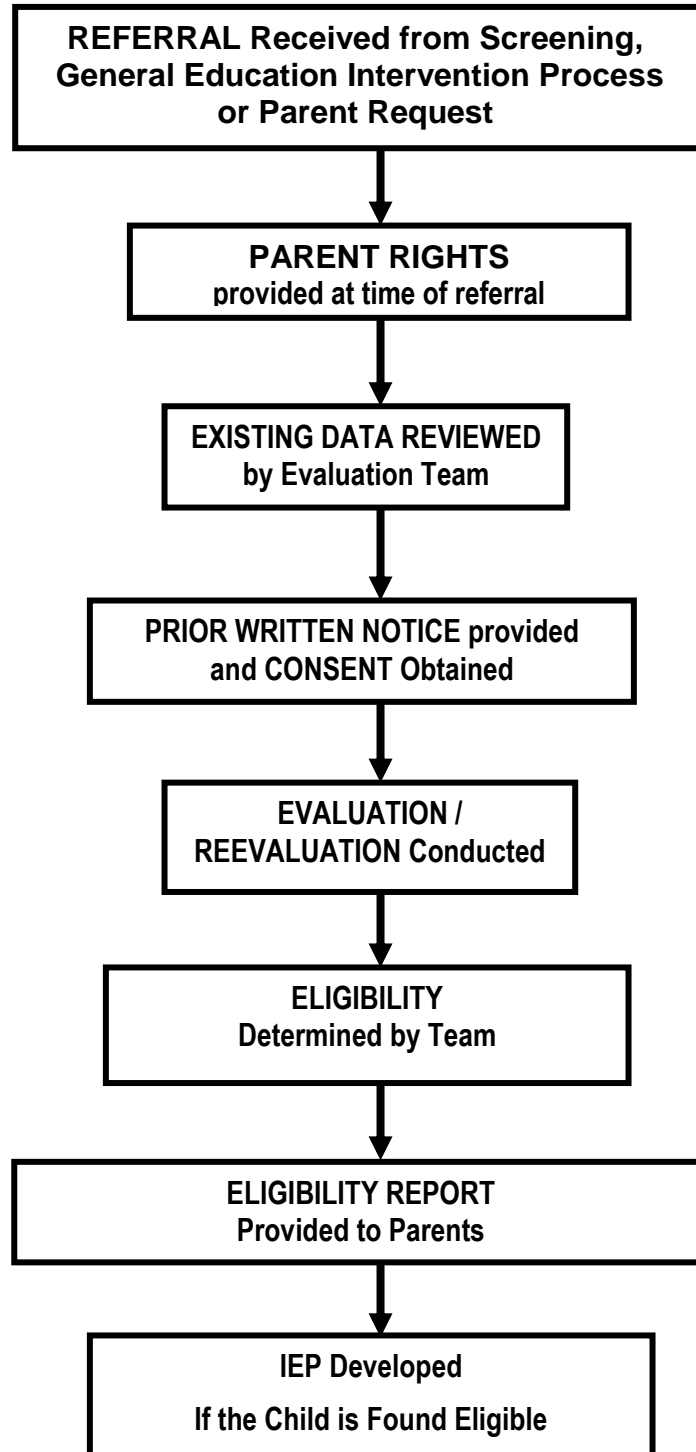 REFERRAL Received from Screening,
General Education Intervention Process
or Parent Request
PARENT RIGHTS
provided at time of referral
EXISTING DATA REVIEWED
by Evaluation Team
PRIOR WRITTEN NOTICE provided
and CONSENT Obtained
EVALUATION /
REEVALUATION Conducted
ELIGIBILITY
Determined by Team
ELIGIBILITY REPORT
Provided to Parents
IEP Developed
If the Child is Found Eligible